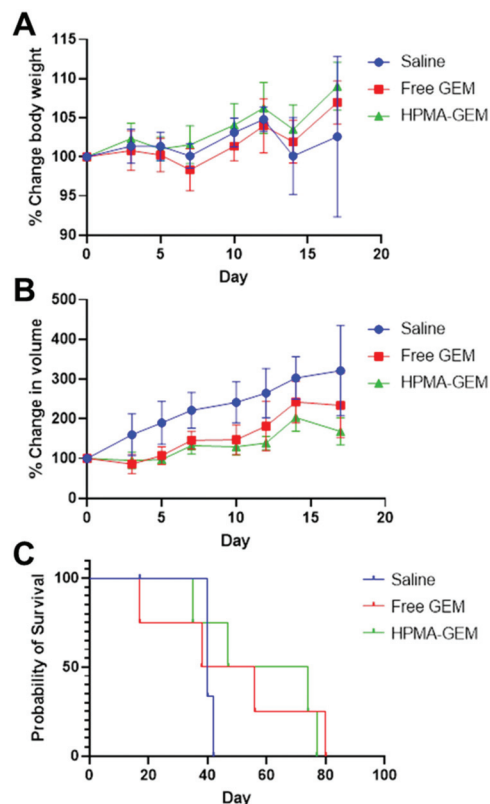 A
% Change body weight
115
110
105
100
95
90
0
5
10
15
20
Day
Saline
Free GEM
HPMA-GEM
B
% Change in volume
500
400
300
200
100
0
0
5
10
15
20
Day
Saline
Free GEM
HPMA-GEM
C
Probability of Survival
100
50
0
0
20
40
60
80
100
Day
Saline
Free GEM
HPMA-GEM